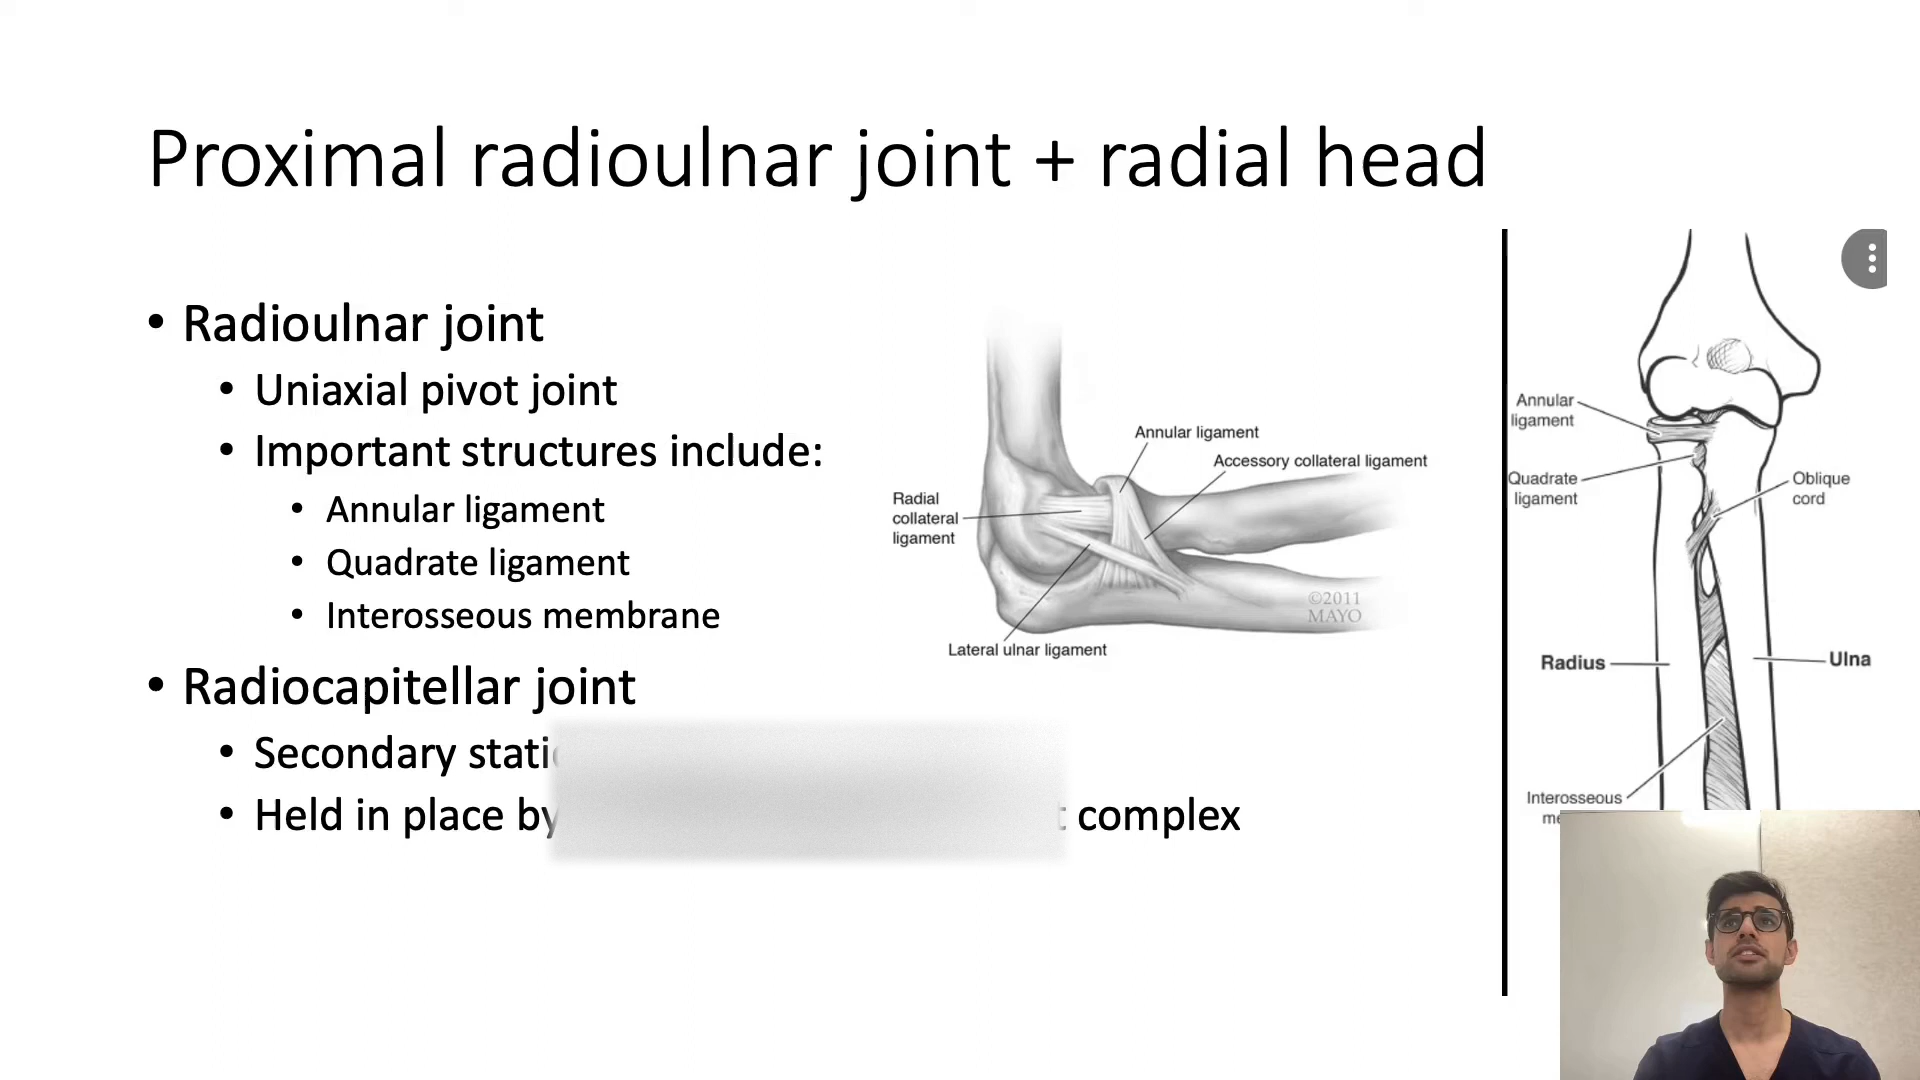 Proximal radioulnar joint + radial head
• Radioulnar joint
• Uniaxial pivot joint
• Important structures include:
• Annular ligament
• Quadrate ligament
• Interosseous membrane
• Radiocapitellar joint
• Secondary
• Held in place by
complex
Annular ligament
Accessory collateral ligament
Radial
collateral
ligament
Lateral ulnar ligament
©2011
MAYO
Annular
ligament
Quadrate
ligament
Oblique
cord
Radius
Ulna
Interosseous